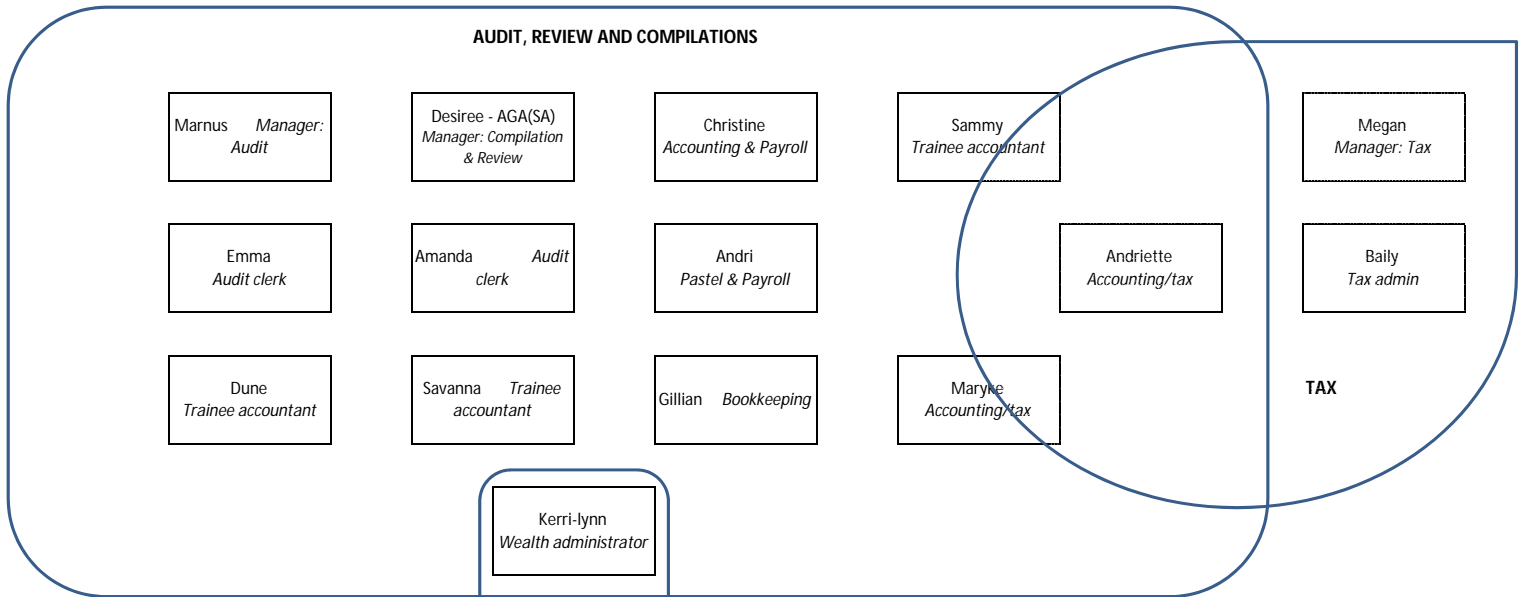 AUDIT, REVIEW AND COMPILATIONS
Marnus Manager:
Audit
Desiree - AGA(SA)
Manager: Compilation
& Review
Christine
Accounting & Payroll
Sammy
Trainee accountant
Megan
Manager: Tax
Emma
Audit clerk
Amanda Audit
clerk
Andri
Pastel & Payroll
Andriette
Accounting/tax
Baily
Tax admin
Dune
Trainee accountant
Savanna Trainee
accountant
Gillian Bookkeeping
Maryke
Accounting/tax
TAX
Kerri-lynn
Wealth administrator